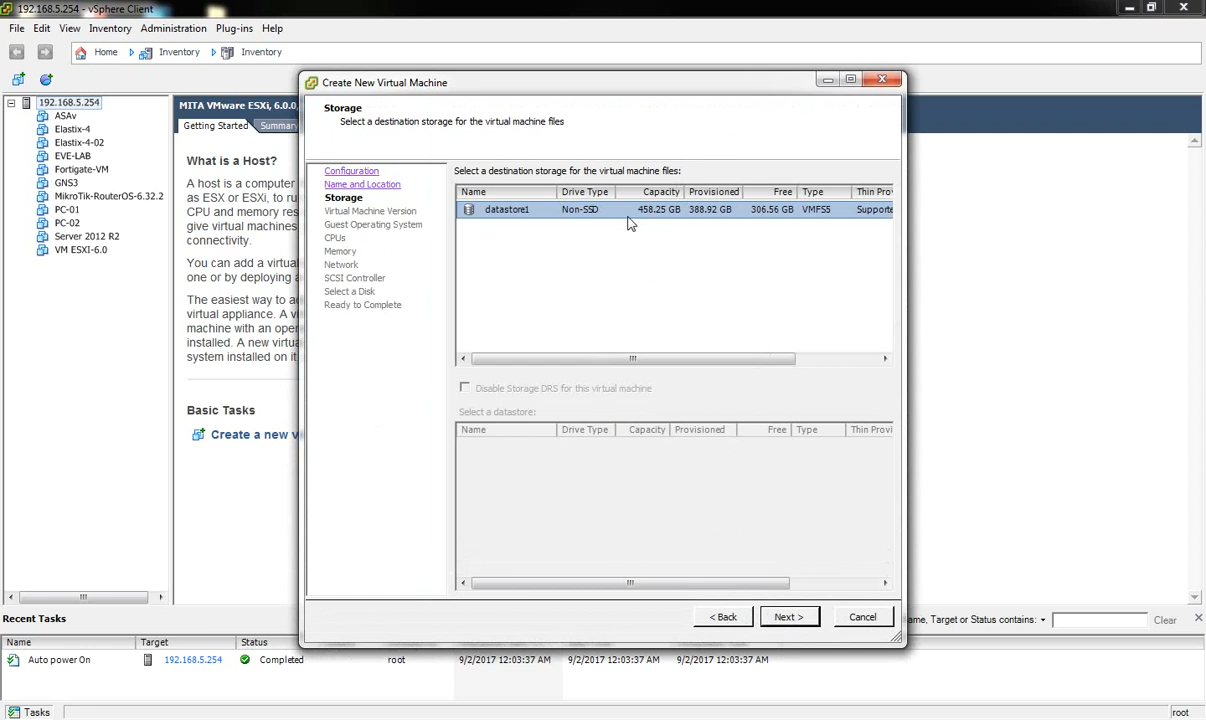 192.168.5.254 - vSphere Client
File Edit View Inventory Administration Plug-ins Help
Home Inventory Inventory
192.168.5.254
ASAv
Elastix-4
Elastix-4-02
EVE-LAB
Fortigate-VM
GNS3
MikroTik-RouterOS-6.32.2
PC-01
PC-02
Server 2012 R2
VM ESXI-6.0
MITA VMware ESXi, 6.0.0,
Getting Started Summary
What is a Host?
A host is a computer
as ESX or ESXi, to r
CPU and memory res
give virtual machines
connectivity.
You can add a virtua
one or by deploying a
The easiest way to a
virtual appliance. A v
machine with an oper
installed. A new virtua
system installed on it
Basic Tasks
Create a new v
Create New Virtual Machine
Storage
Select a destination storage for the virtual machine files
Configuration
Name and Location
Storage
Virtual Machine Version
Guest Operating System
CPUs
Memory
Network
SCSI Controller
Select a Disk
Ready to Complete
Select a destination storage for the virtual machine files:
Name Drive Type Capacity Provisioned Free Type Thin Pro
datastore1 Non-SSD 458.25 GB 388.92 GB 306.56 GB VMFS5 Supporte
Disable Storage DRS for this virtual machine
Select a datastore:
Name Drive Type Capacity Provisioned Free Type Thin Provi
< Back Next > Cancel
Recent Tasks
ame, Target or Status contains: Clear
Name Target Status
Auto power On 192.168.5.254 Completed root 9/2/2017 12:03:37 AM 9/2/2017 12:03:37 AM 9/2/2017 12:03:37 AM
Tasks root